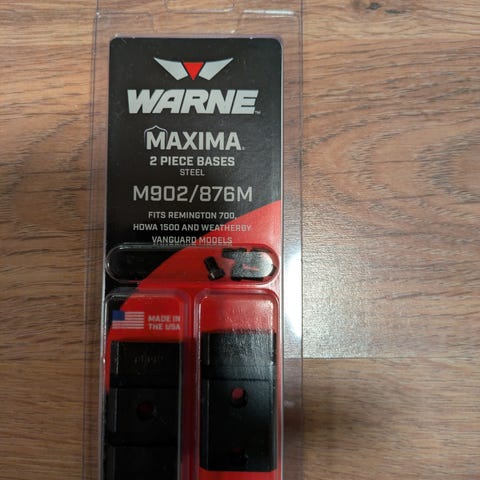 WARNE
MAXIMA
2 PIECE BASES
STEEL
M902/876M
FITS REMINGTON 700,
HOWA 1500 AND WEATHERBY
VANGUARD MODELS
MADE IN
THE USA